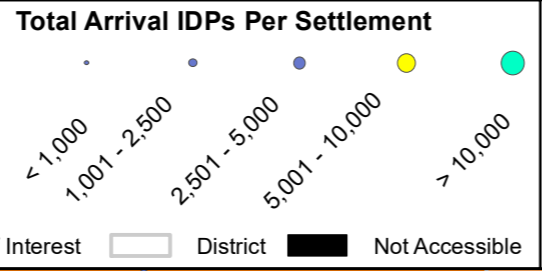 Total Arrival IDPs Per Settlement
< 1,000
1,001 - 2,500
2,501 - 5,000
5,001 - 10,000
> 10,000
Interest District Not Accessible